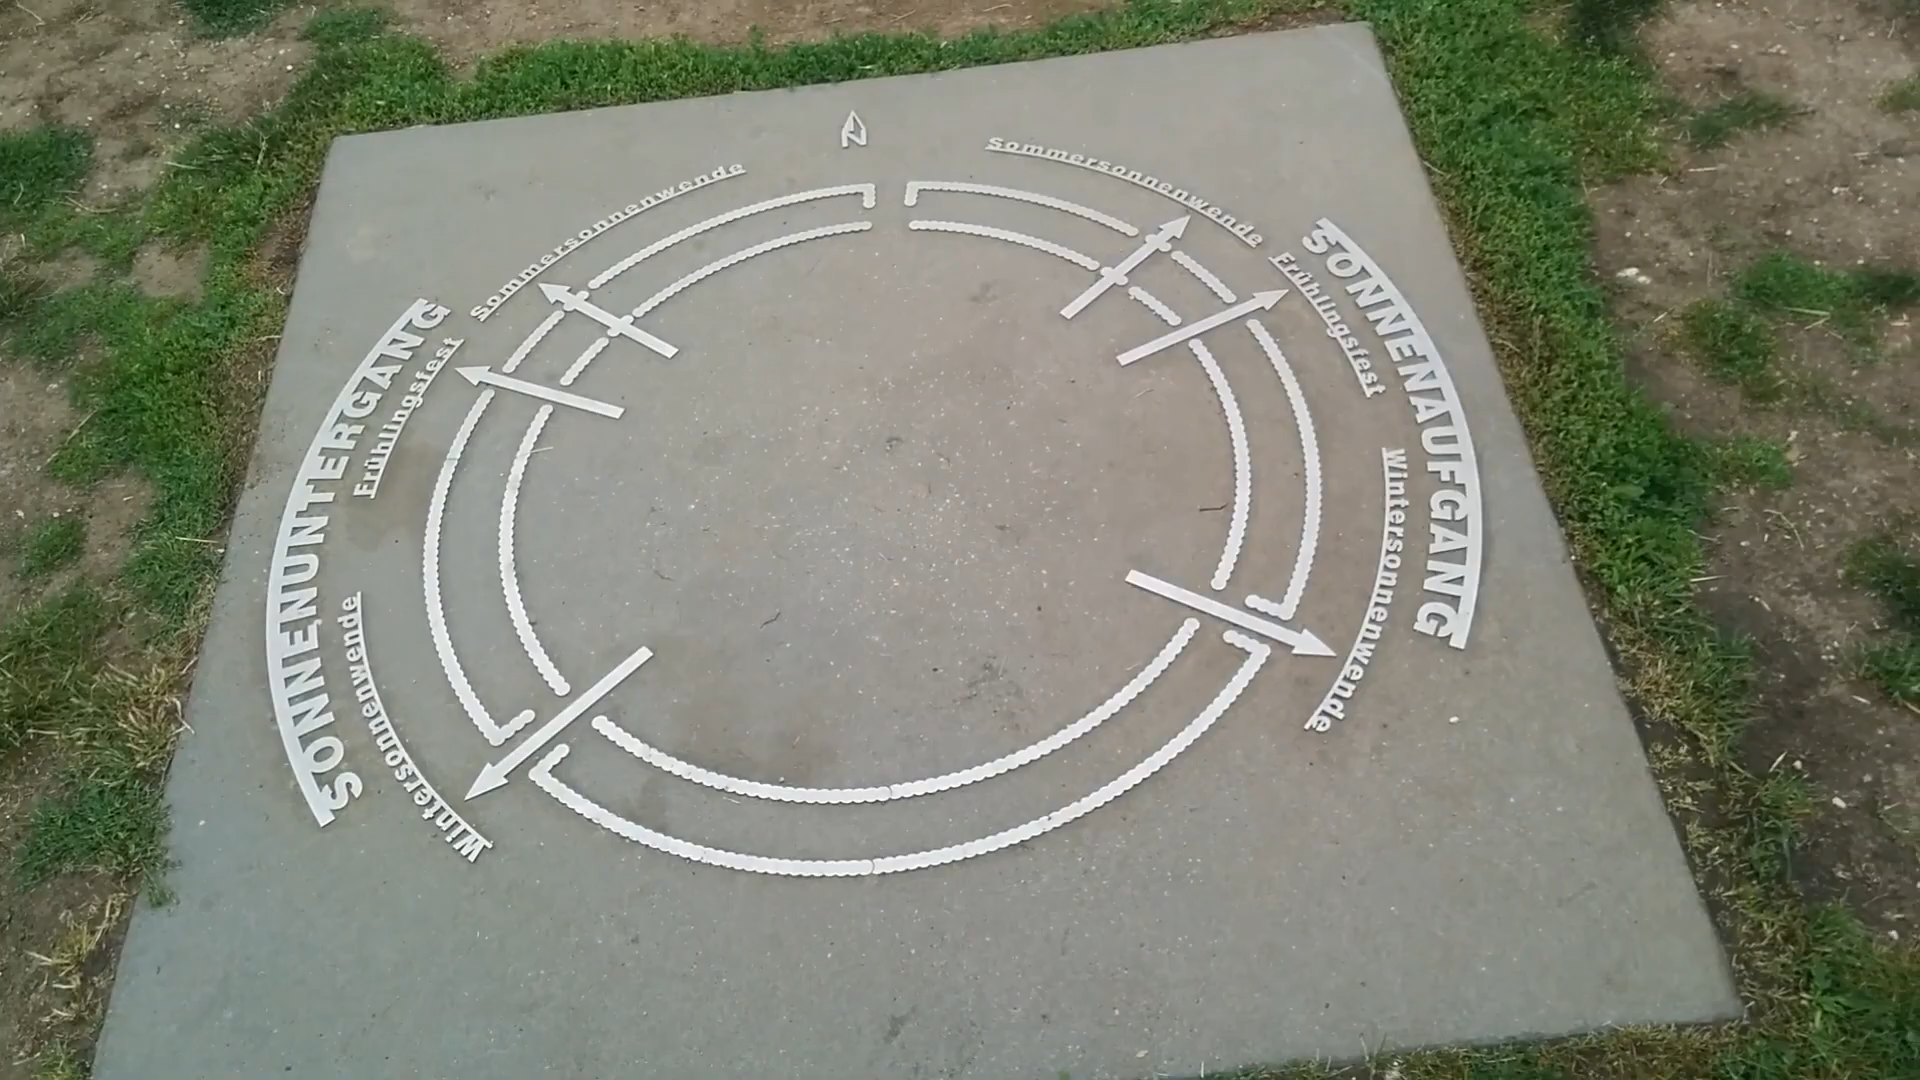 N
Sommersonnenwende
Sommersonnenwende
SONNENUNTERGANG
Frühlingsfest
Frühlingsfest
SONNENAUFGANG
Wintersonnenwende
Wintersonnenwende